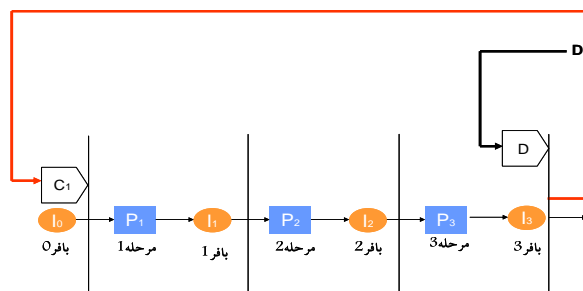 D
D
C1
I0 P1 I1 P2 I2 P3 I3
بافر0 مرحله1 بافر1 مرحله2 بافر2 مرحله3 بافر3